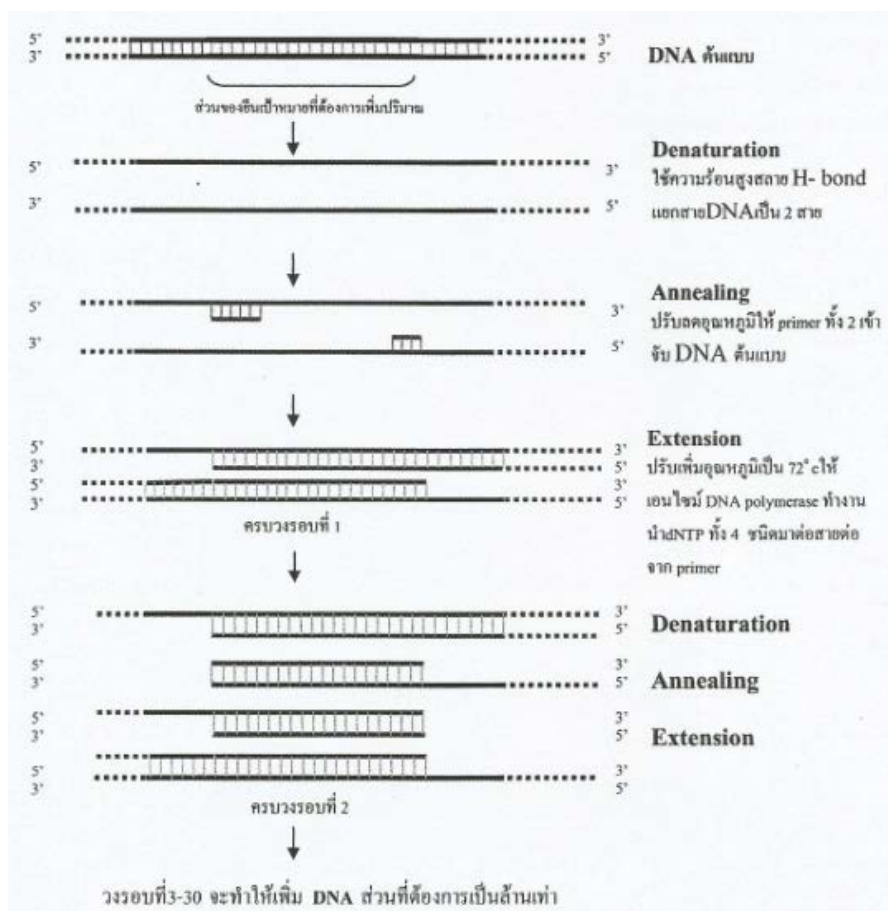 5' 3'
3' 5'
DNA ต้นแบบ
ส่วนของยีนเป้าหมายที่ต้องการเพิ่มปริมาณ
5' 3'
3' 5'
Denaturation
ใช้ความร้อนสูงสลาย H- bond
แยกสายDNAเป็น 2 สาย
5' 3'
3' 5'
Annealing
ปรับลดอุณหภูมิให้ primer ทั้ง 2 เข้า
จับ DNA ต้นแบบ
5' 3'
3' 5'
5' 3'
3' 5'
Extension
ปรับเพิ่มอุณหภูมิเป็น 72° cให้
เอนไซม์ DNA polymerase ทำงาน
นำdNTP ทั้ง 4 ชนิดมาต่อสายต่อ
จาก primer
ครบวงรอบที่ 1
5' 3'
3' 5'
Denaturation
5' 3'
3' 5'
Annealing
5' 3'
3' 5'
Extension
5' 3'
3' 5'
ครบวงรอบที่ 2
วงรอบที่3-30 จะทำให้เพิ่ม DNA ส่วนที่ต้องการเป็นล้านเท่า